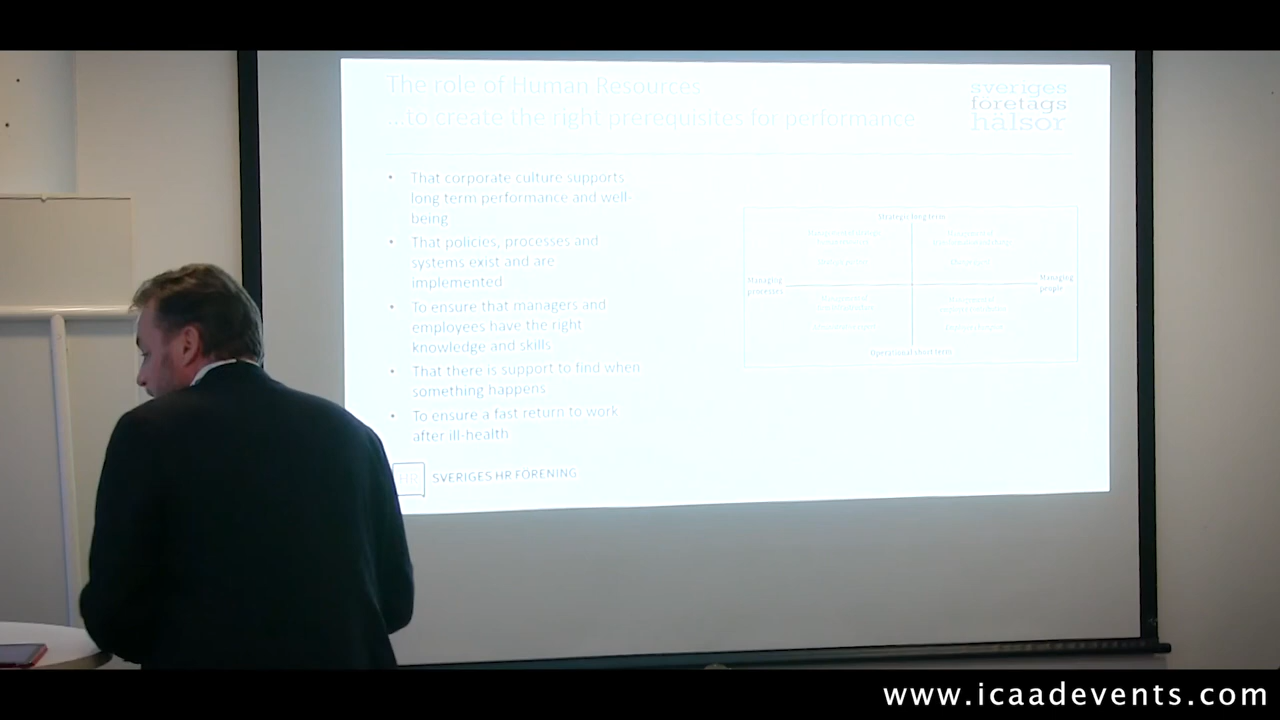 The role of Human Resources
...to create the right prerequisites for performance
sveriges
företags
hälsor
• That corporate culture supports
long term performance and well-
being
• That policies, processes and
systems exist and are
implemented
• To ensure that managers and
employees have the right
knowledge and skills
• That there is support to find when
something happens
• To ensure a fast return to work
after ill-health
Strategic long term
Managing
processes
Managing
people
Operational short term
HR
SVERIGES HR FÖRENING
www.icaadevents.com